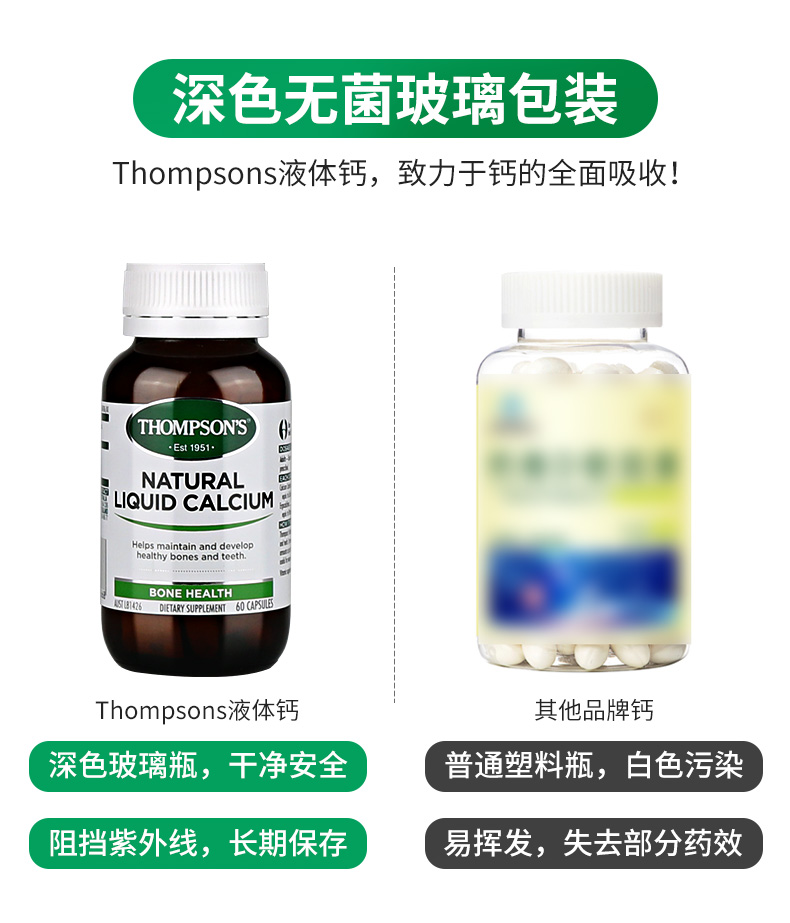 深色无菌玻璃包装
Thompsons液体钙，致力于钙的全面吸收！
THOMPSON'S®
• Est 1951 •
NATURAL
LIQUID CALCIUM
Helps maintain and develop
healthy bones and teeth.
BONE HEALTH
AUST L81426 DIETARY SUPPLEMENT 60 CAPSULES
Thompsons液体钙
其他品牌钙
深色玻璃瓶，干净安全
普通塑料瓶，白色污染
阻挡紫外线，长期保存
易挥发，失去部分药效